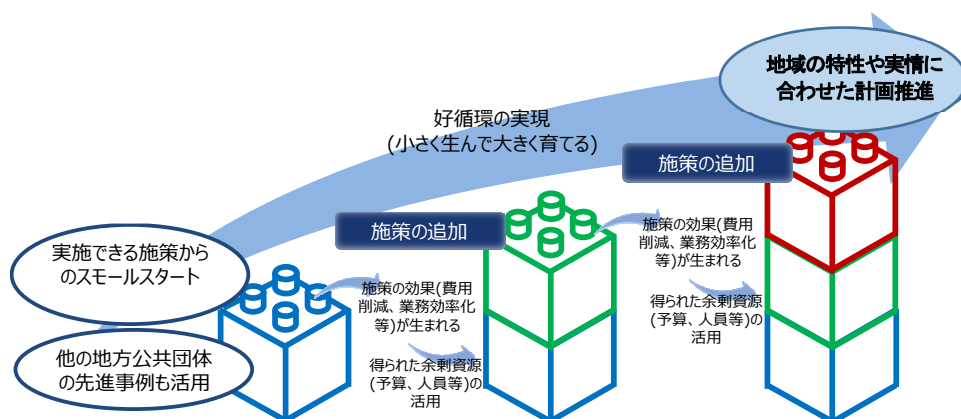 地域の特性や実情に
合わせた計画推進
好循環の実現
(小さく生んで大きく育てる)
施策の追加
施策の追加
実施できる施策から
のスモールスタート
他の地方公共団体
の先進事例も活用
施策の効果(費用
削減、業務効率化
等)が生まれる
得られた余剰資源
(予算、人員等)の
活用
施策の効果(費用
削減、業務効率化
等)が生まれる
得られた余剰資源
(予算、人員等)の
活用